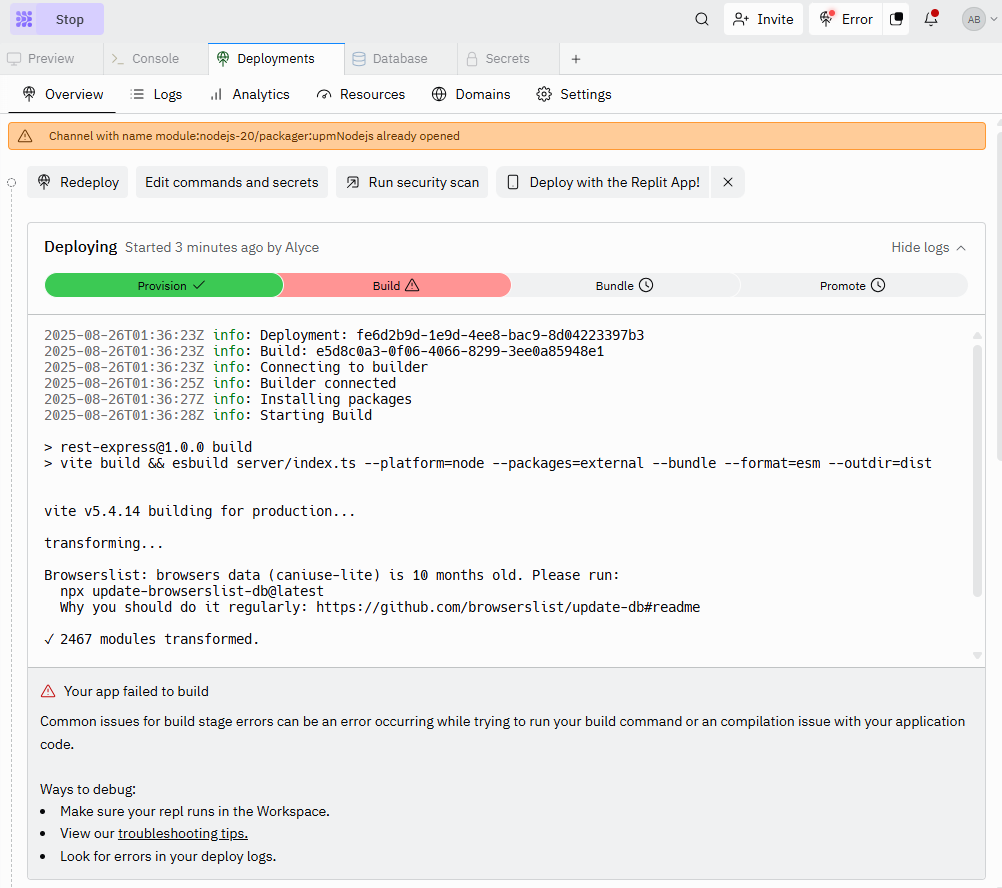 Stop
Invite
Error
AB
Preview
>_ Console
Deployments
Database
Secrets
+
Overview
Logs
Analytics
Resources
Domains
Settings
Channel with name module:nodejs-20/packager:upmNodejs already opened
Redeploy
Edit commands and secrets
Run security scan
Deploy with the Replit App!
Deploying Started 3 minutes ago by Alyce
Hide logs
Provision
Build
Bundle
Promote
2025-08-26T01:36:23Z info: Deployment: fe6d2b9d-1e9d-4ee8-bac9-8d04223397b3
2025-08-26T01:36:23Z info: Build: e5d8c0a3-0f06-4066-8299-3ee0a85948e1
2025-08-26T01:36:23Z info: Connecting to builder
2025-08-26T01:36:25Z info: Builder connected
2025-08-26T01:36:27Z info: Installing packages
2025-08-26T01:36:28Z info: Starting Build
> rest-express@1.0.0 build
> vite build && esbuild server/index.ts --platform=node --packages=external --bundle --format=esm --outdir=dist
vite v5.4.14 building for production...
transforming...
Browserslist: browsers data (caniuse-lite) is 10 months old. Please run:
npx update-browserslist-db@latest
Why you should do it regularly: https://github.com/browserslist/update-db#readme
✓ 2467 modules transformed.
Your app failed to build
Common issues for build stage errors can be an error occurring while trying to run your build command or an compilation issue with your application
code.
Ways to debug:
• Make sure your repl runs in the Workspace.
• View our troubleshooting tips.
• Look for errors in your deploy logs.